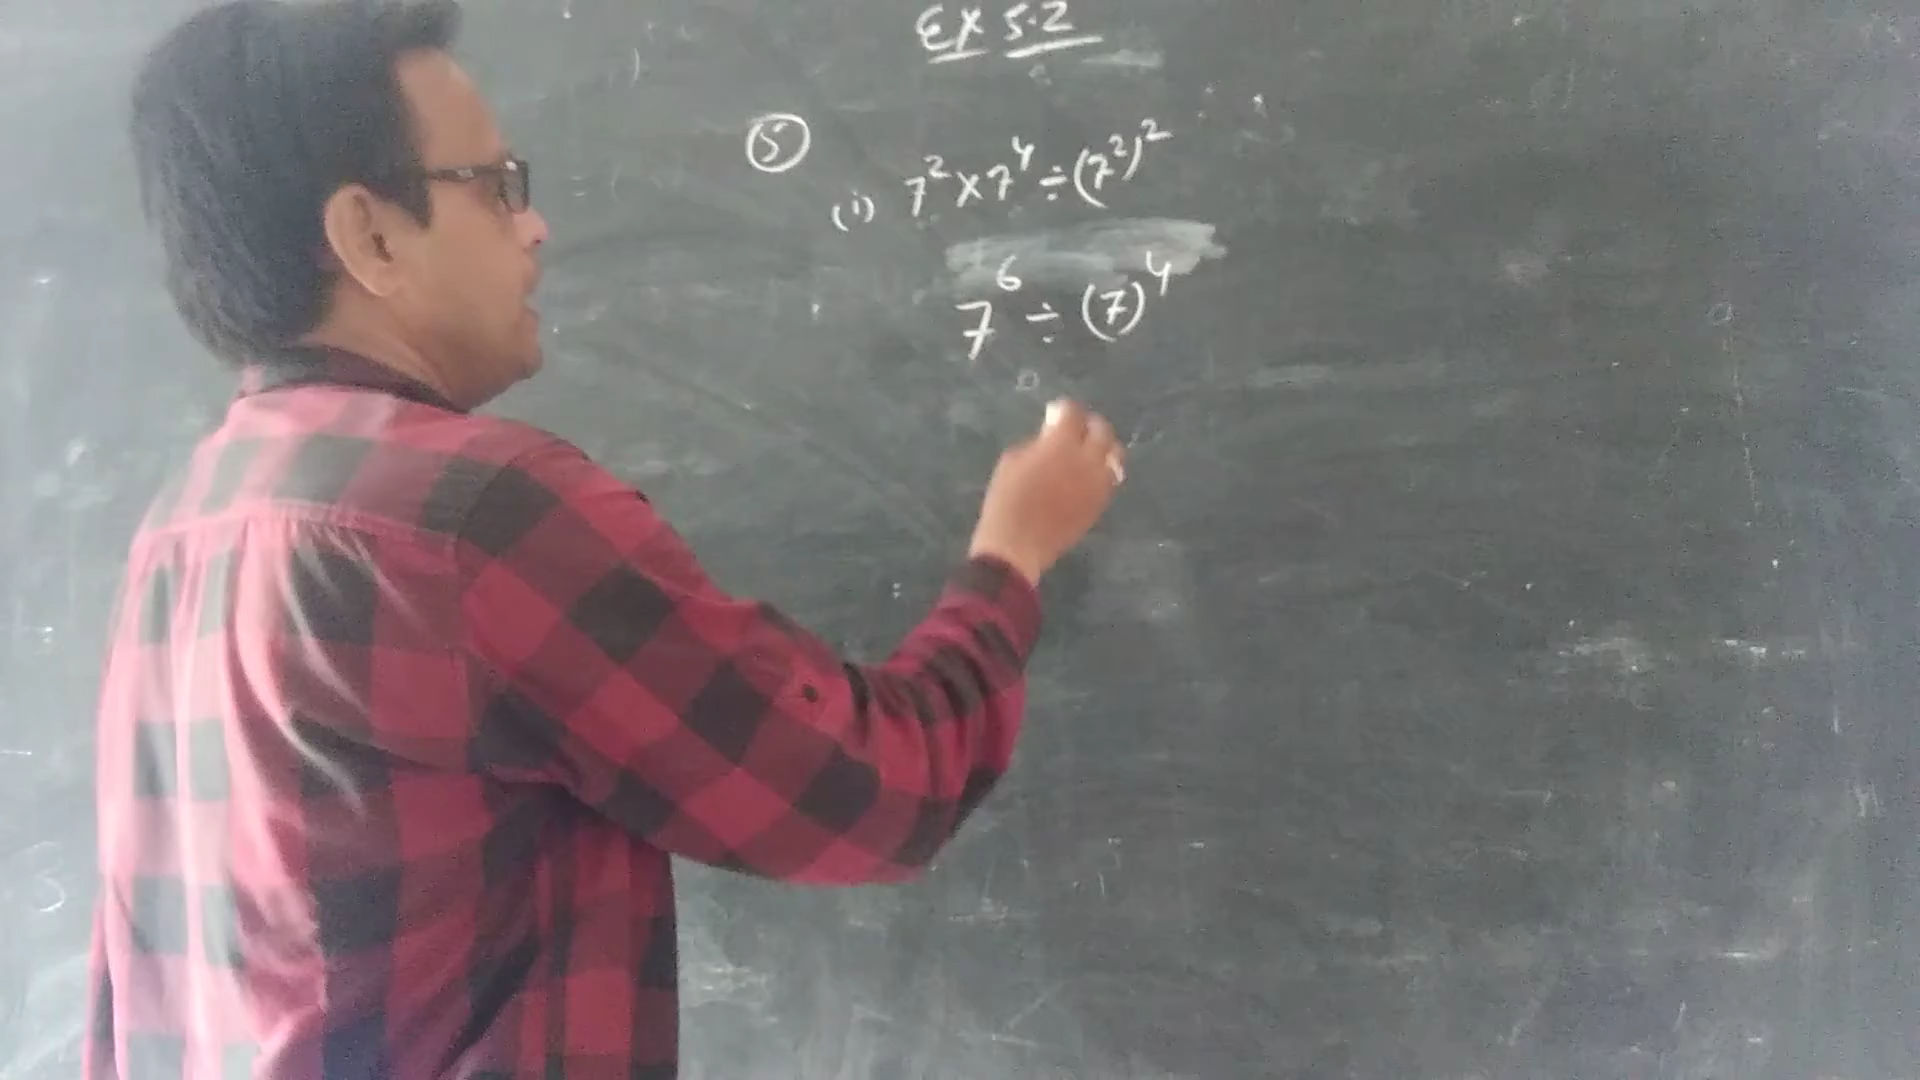 Ex 5.2
⑤
(i) 7² × 7⁴ ÷ (7²)²
7⁶ ÷ (7)⁴